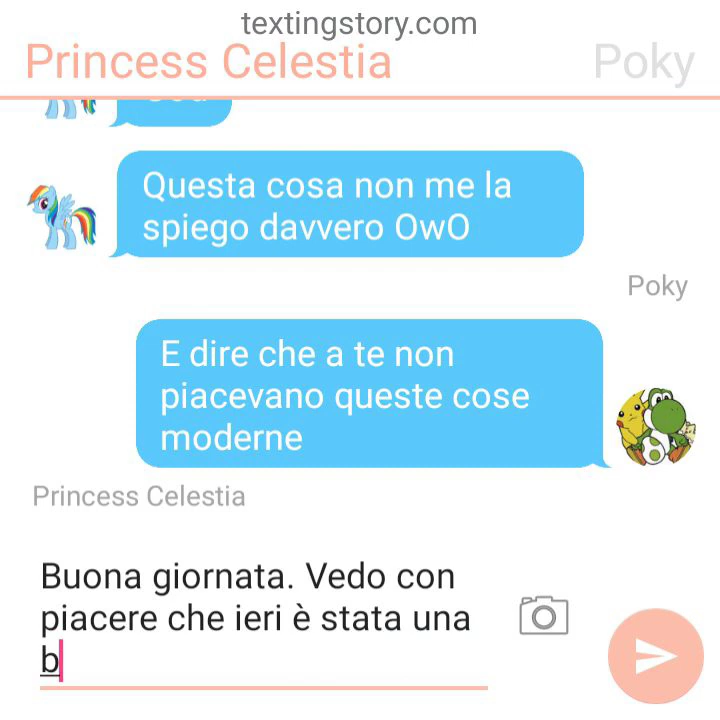 textingstory.com
Princess Celestia
Poky
Questa cosa non me la
spiego davvero OwO
Poky
E dire che a te non
piacevano queste cose
moderne
Princess Celestia
Buona giornata. Vedo con
piacere che ieri è stata una
b